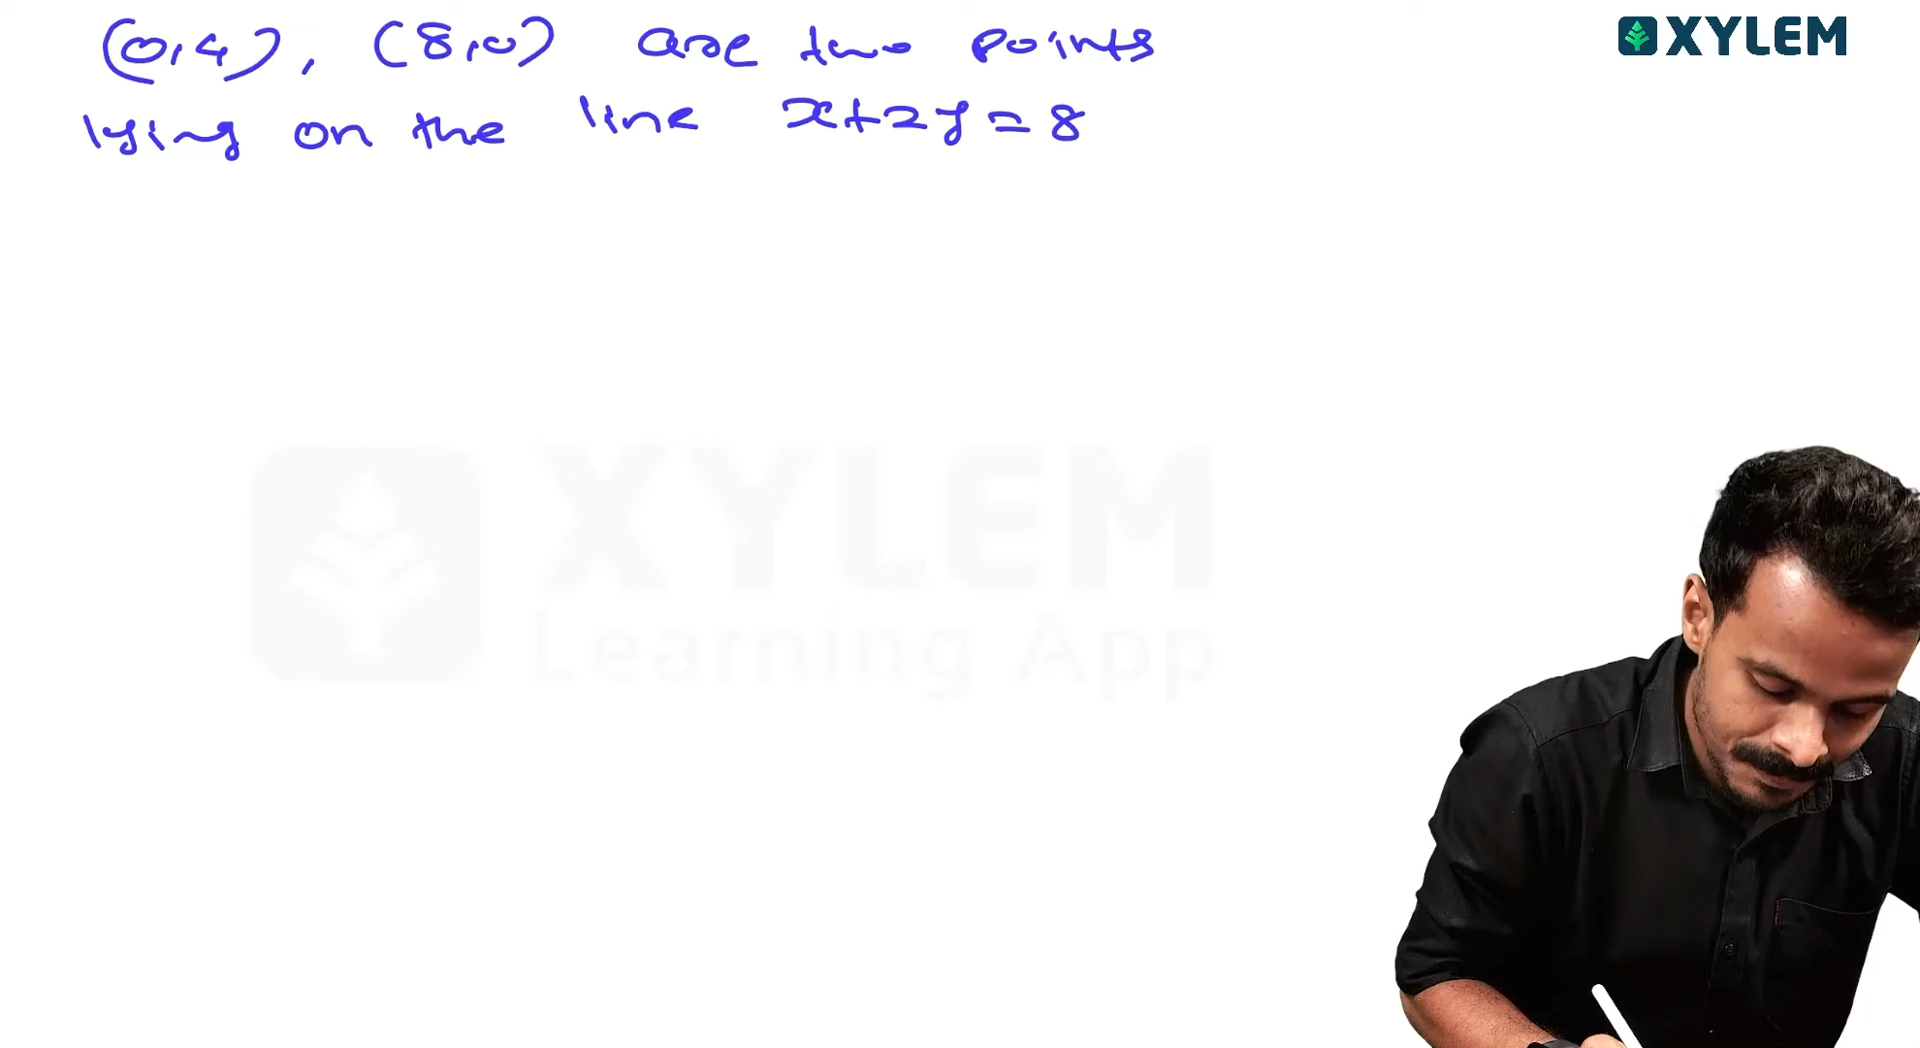 (0,4), (8,0) are two points
lying on the line x+2y=8
XYLEM
XYLEM
Learning App